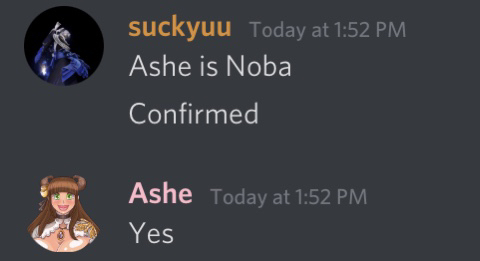 suckyuu Today at 1:52 PM
Ashe is Noba
Confirmed
Ashe Today at 1:52 PM
Yes